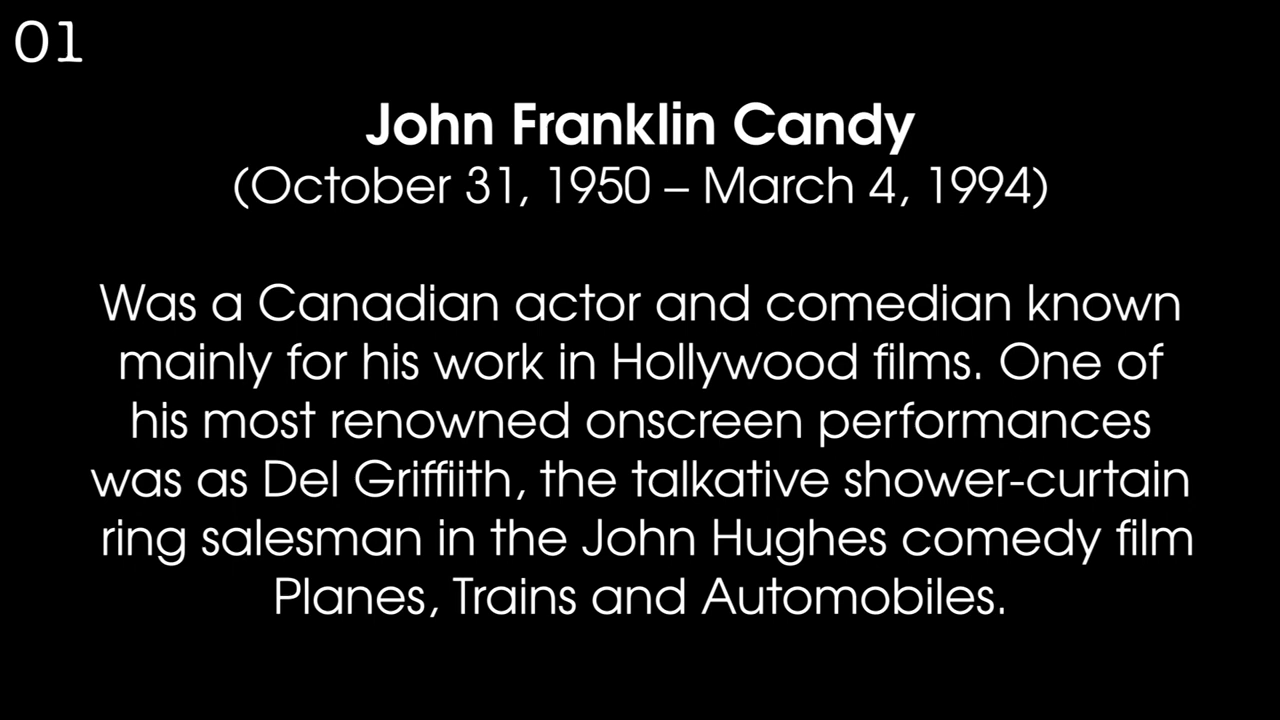 01
John Franklin Candy
(October 31, 1950 – March 4, 1994)
Was a Canadian actor and comedian known
mainly for his work in Hollywood films. One of
his most renowned onscreen performances
was as Del Griffiith, the talkative shower-curtain
ring salesman in the John Hughes comedy film
Planes, Trains and Automobiles.